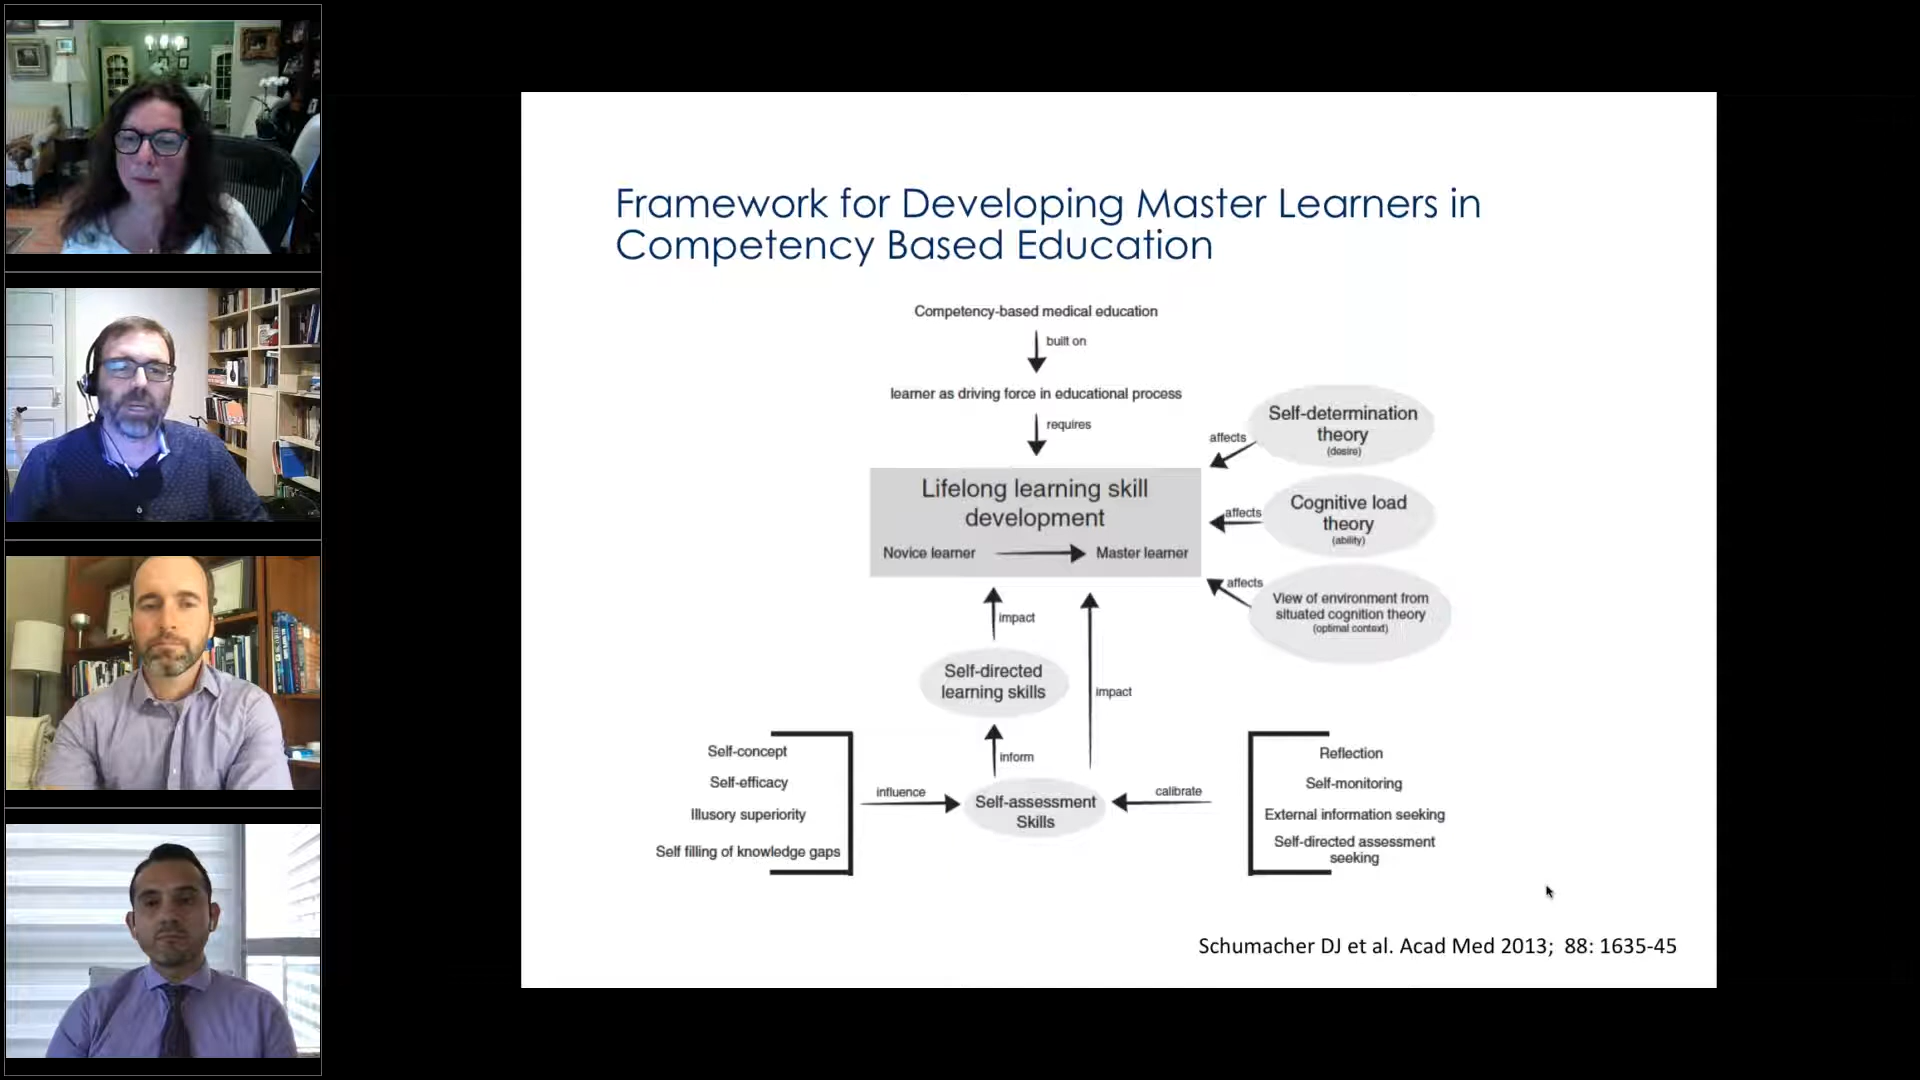 Framework for Developing Master Learners in
Competency Based Education
Competency-based medical education
built on
learner as driving force in educational process
requires
Lifelong learning skill
development
Novice learner
Master learner
affects
Self-determination
theory
(desire)
affects
Cognitive load
theory
(ability)
affects
View of environment from
situated cognition theory
(optimal context)
impact
Self-directed
learning skills
impact
inform
Self-concept
Self-efficacy
Illusory superiority
Self filling of knowledge gaps
influence
Self-assessment
Skills
calibrate
Reflection
Self-monitoring
External information seeking
Self-directed assessment
seeking
Schumacher DJ et al. Acad Med 2013; 88: 1635-45